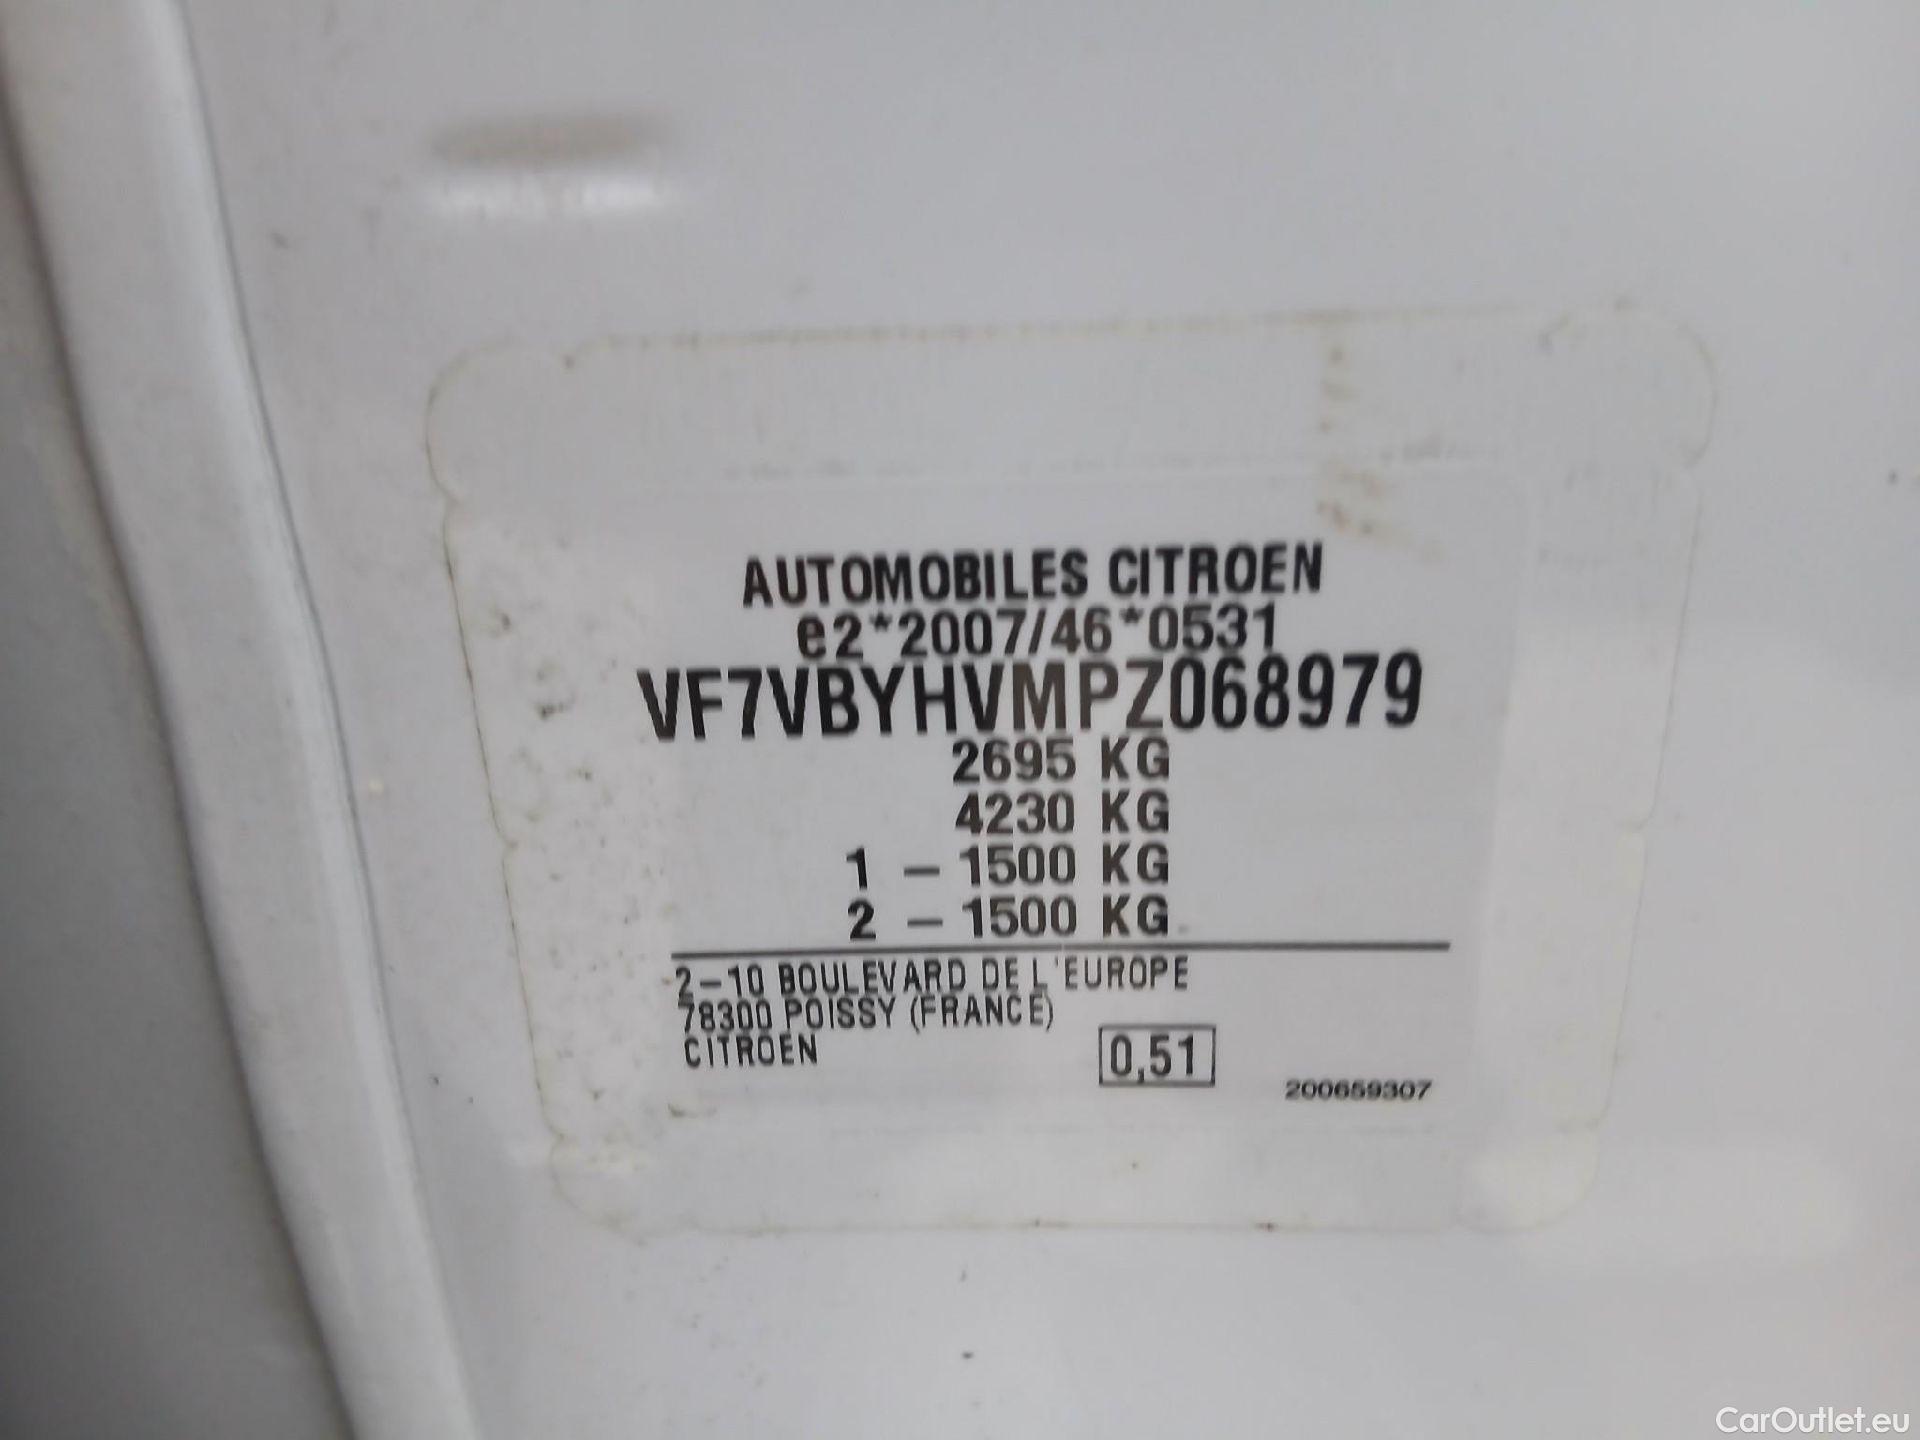 AUTOMOBILES CITROEN
e2*2007/46*0531
VF7VBYHVMPZ068979
2695 KG
4230 KG
1 – 1500 KG
2 – 1500 KG
2–10 BOULEVARD DE L'EUROPE
78300 POISSY (FRANCE)
CITROEN
0,51
200659307
CarOutlet.eu